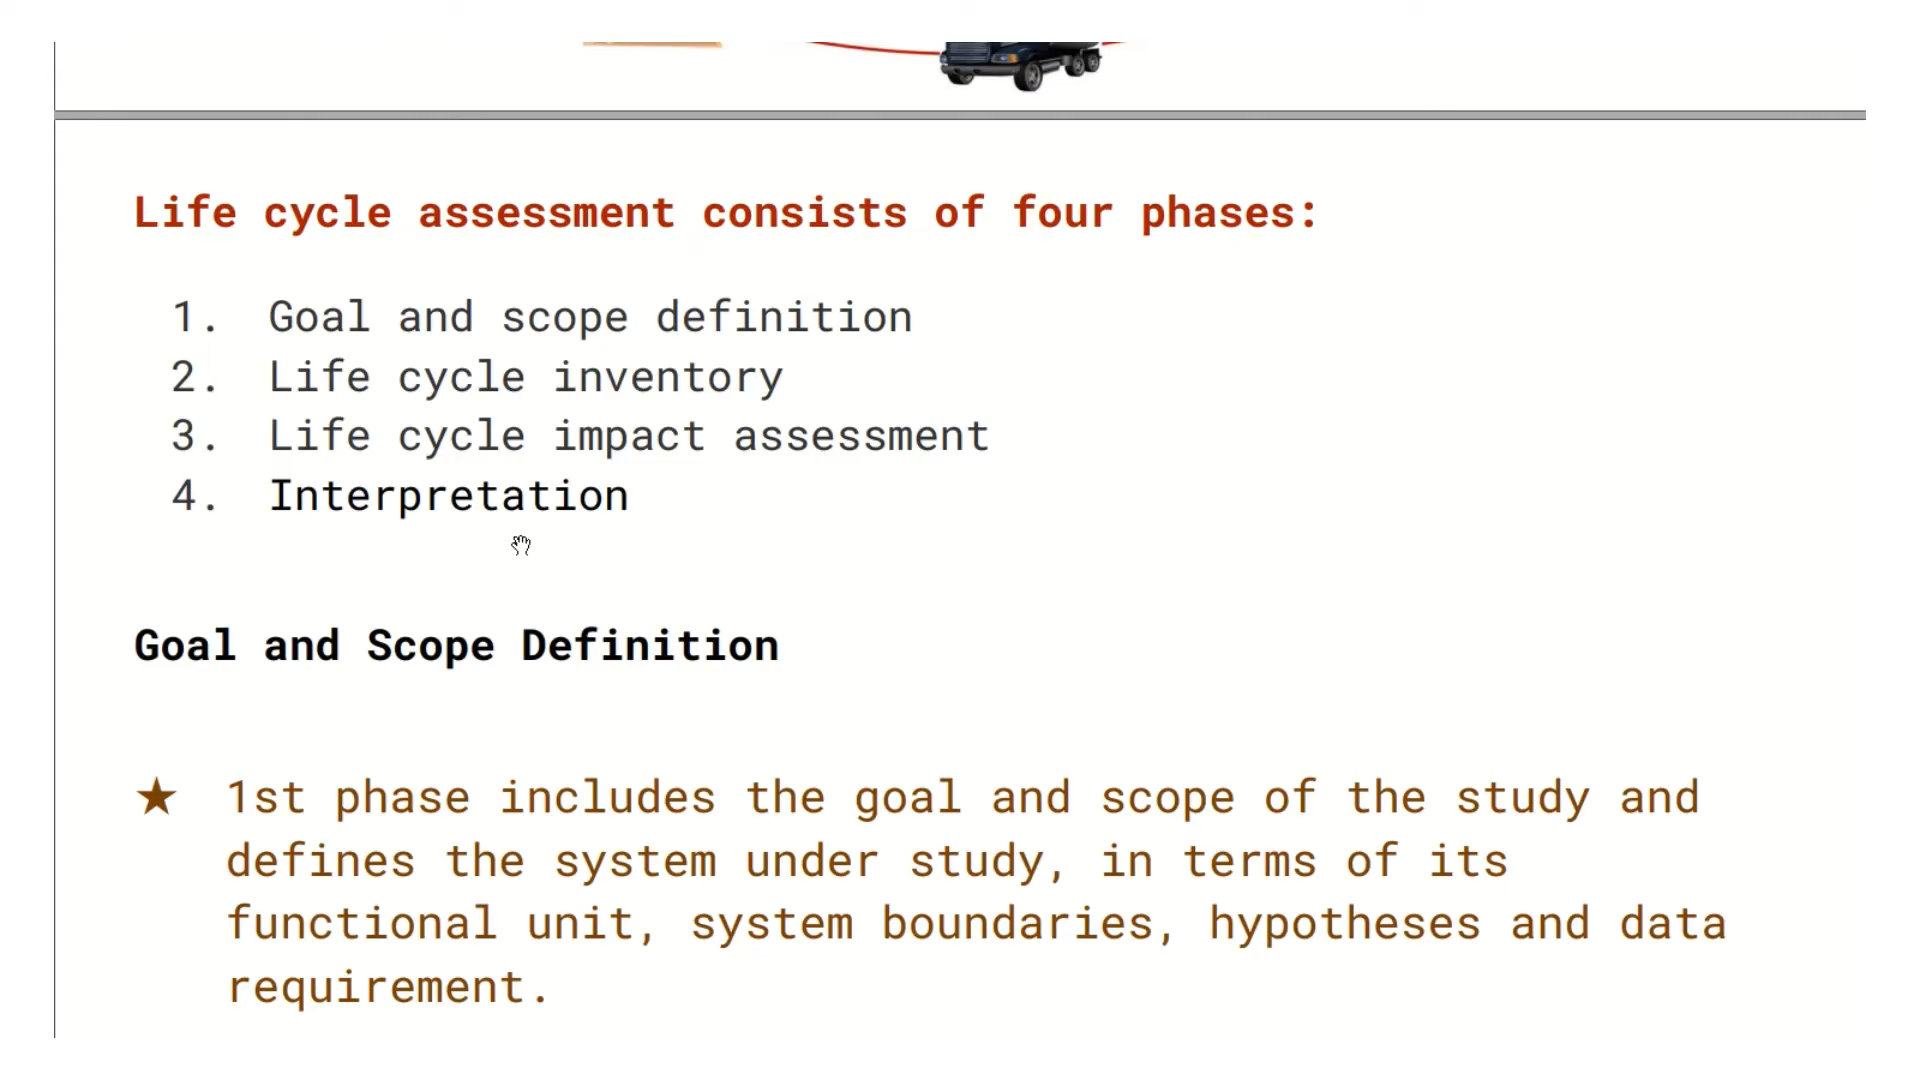 Life cycle assessment consists of four phases:
1. Goal and scope definition
2. Life cycle inventory
3. Life cycle impact assessment
4. Interpretation
Goal and Scope Definition
★ 1st phase includes the goal and scope of the study and
defines the system under study, in terms of its
functional unit, system boundaries, hypotheses and data
requirement.